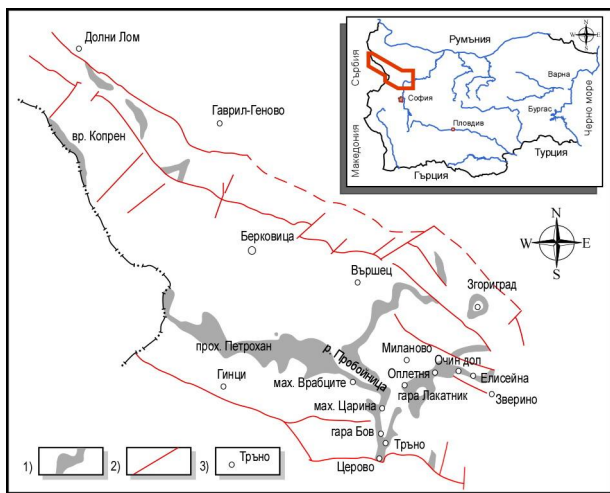 Долни Лом
Гаврил-Геново
вр. Копрен
Берковица
Вършец
Згориград
прох. Петрохан
р. Пробойница
Миланово
Очин дол
Гинци
Оплетня
Елисейна
мах. Врабците
гара Лакатник
Зверино
мах. Царина
гара Бов
Тръно
Церово
1)
2)
3)
Тръно
N
W
E
S
Румъния
N
W
E
S
Сърбия
Варна
София
Черно море
Бургас
Пловдив
Македония
Турция
Гърция